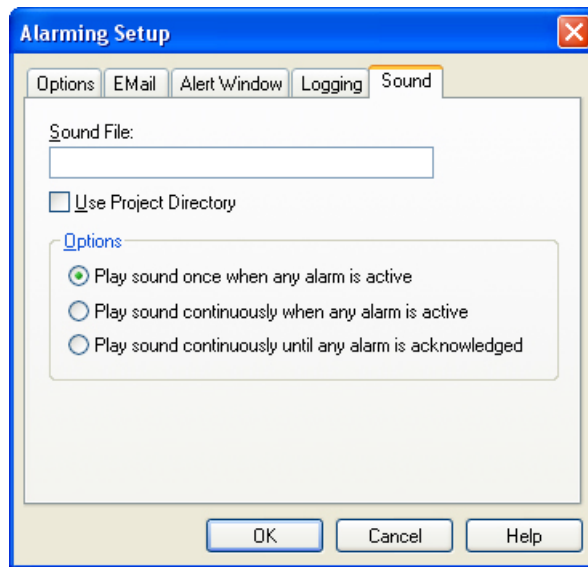 Alarming Setup
Options EMail Alert Window Logging Sound
Sound File:
Use Project Directory
Options
Play sound once when any alarm is active
Play sound continuously when any alarm is active
Play sound continuously until any alarm is acknowledged
OK Cancel Help